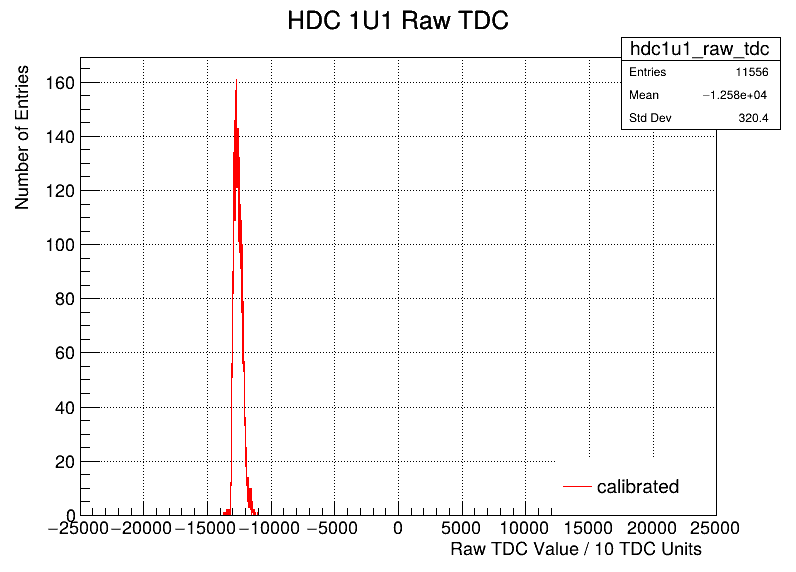 HDC 1U1 Raw TDC
hdc1u1_raw_tdc
Entries 11556
Mean −1.258e+04
Std Dev 320.4
Number of Entries
160
140
120
100
80
60
40
20
0
−25000 −20000 −15000 −10000 −5000 0 5000 10000 15000 20000 25000
calibrated
Raw TDC Value / 10 TDC Units